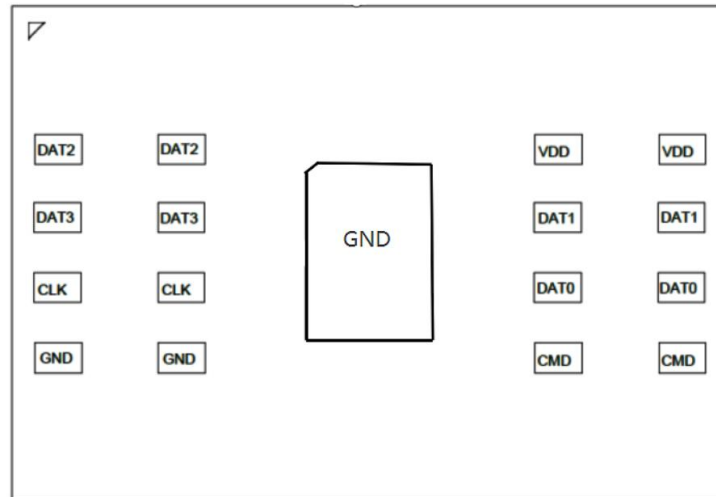 DAT2 DAT2 VDD VDD
DAT3 DAT3 DAT1 DAT1
GND
CLK CLK DAT0 DAT0
GND GND CMD CMD